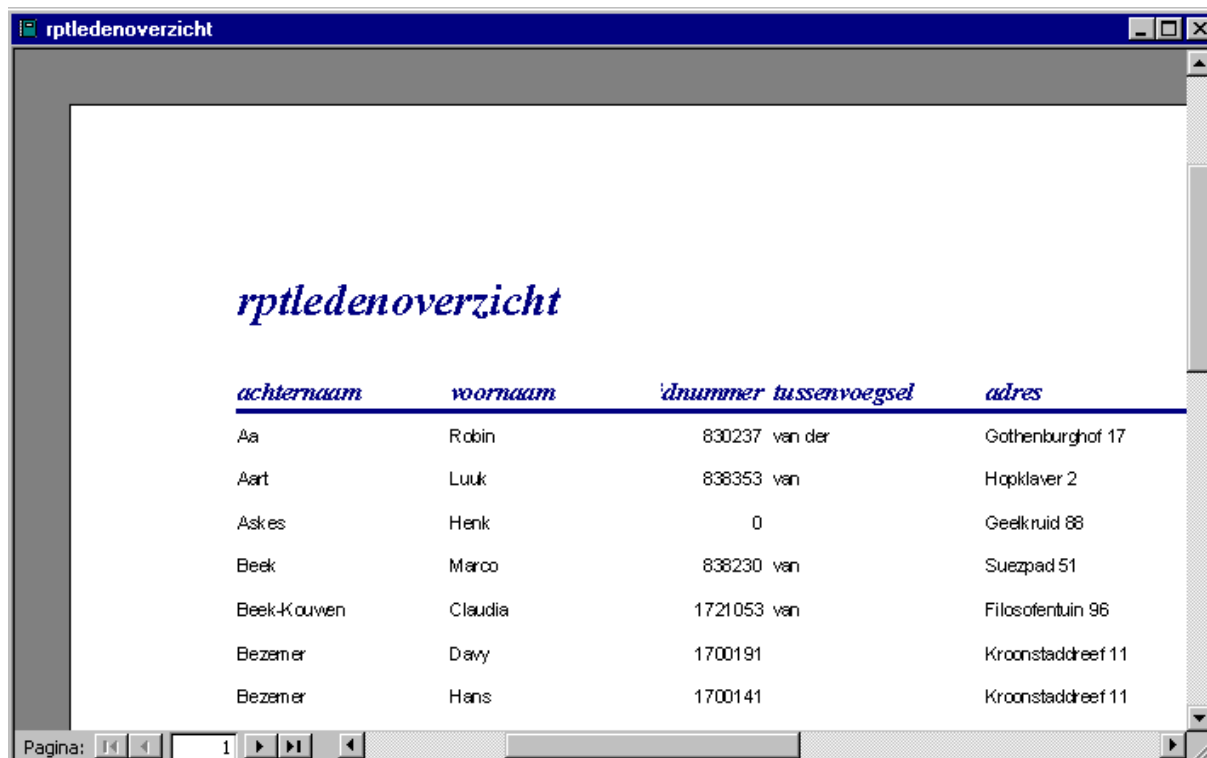 rptledenoverzicht
rptledenoverzicht
achternaam voornaam dnummer tussenvoegsel adres
Aa Robin 830237 van der Gothenburghof 17
Aart Luuk 838353 van Hopklaver 2
Askes Henk 0 Geelkruid 88
Beek Marco 838230 van Suezpad 51
Beek-Kouwen Claudia 1721053 van Filosofentuin 96
Bezemer Davy 1700191 Kroonstaddreef 11
Bezemer Hans 1700141 Kroonstaddreef 11
Pagina: 1